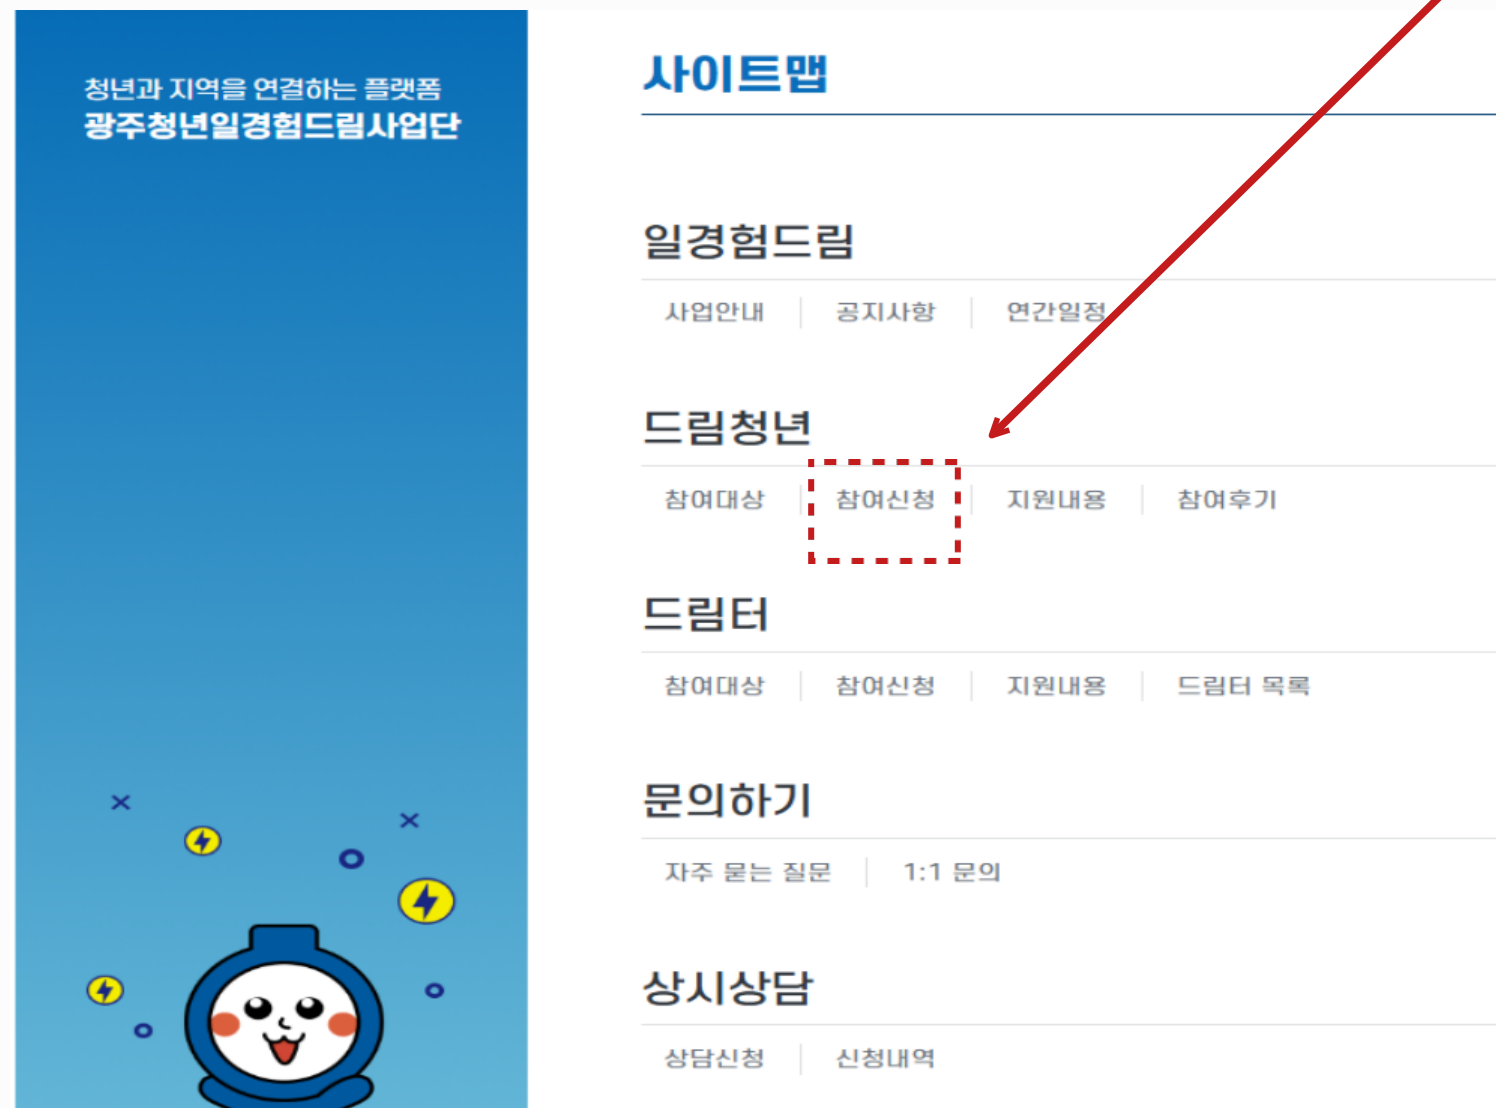 청년과 지역을 연결하는 플랫폼
광주청년일경험드림사업단
사이트맵
일경험드림
사업안내 공지사항 연간일정
드림청년
참여대상 참여신청 지원내용 참여후기
드림터
참여대상 참여신청 지원내용 드림터 목록
문의하기
자주 묻는 질문 1:1 문의
상시상담
상담신청 신청내역